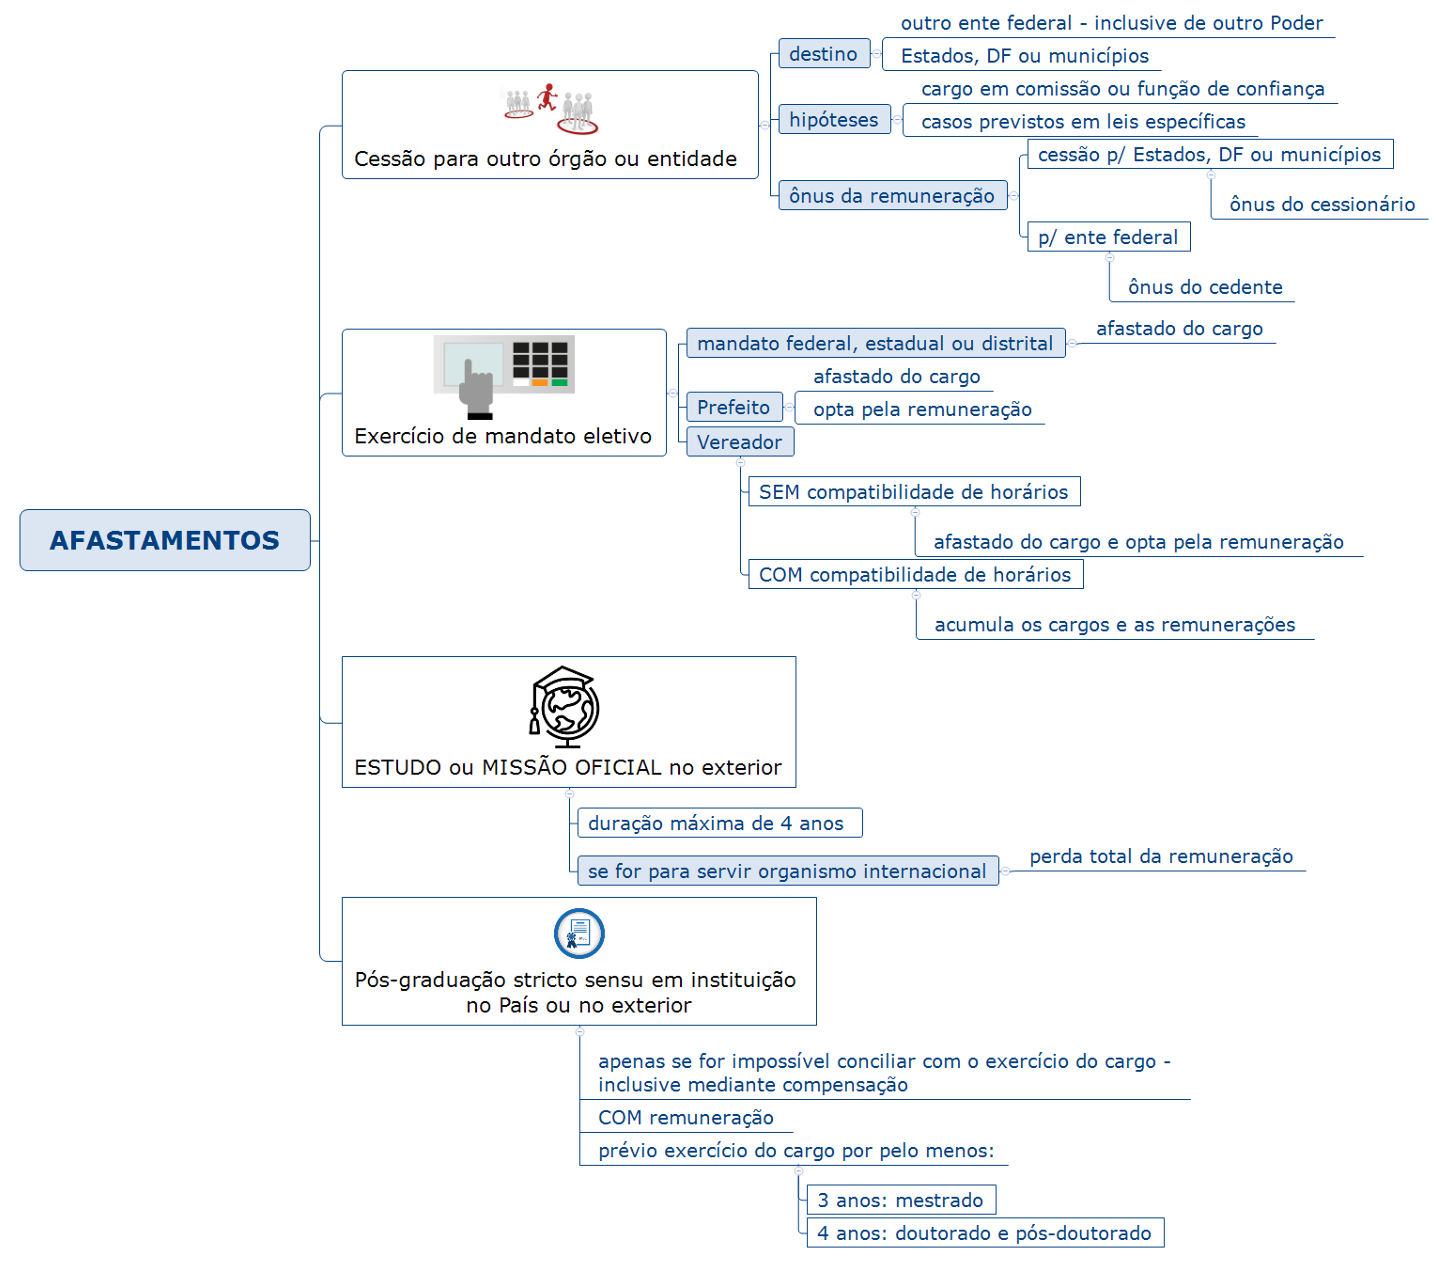 AFASTAMENTOS
Cessão para outro órgão ou entidade
destino
outro ente federal - inclusive de outro Poder
Estados, DF ou municípios
hipóteses
cargo em comissão ou função de confiança
casos previstos em leis específicas
ônus da remuneração
cessão p/ Estados, DF ou municípios
ônus do cessionário
p/ ente federal
ônus do cedente
Exercício de mandato eletivo
mandato federal, estadual ou distrital
afastado do cargo
Prefeito
afastado do cargo
opta pela remuneração
Vereador
SEM compatibilidade de horários
afastado do cargo e opta pela remuneração
COM compatibilidade de horários
acumula os cargos e as remunerações
ESTUDO ou MISSÃO OFICIAL no exterior
duração máxima de 4 anos
se for para servir organismo internacional
perda total da remuneração
Pós-graduação stricto sensu em instituição
no País ou no exterior
apenas se for impossível conciliar com o exercício do cargo -
inclusive mediante compensação
COM remuneração
prévio exercício do cargo por pelo menos:
3 anos: mestrado
4 anos: doutorado e pós-doutorado